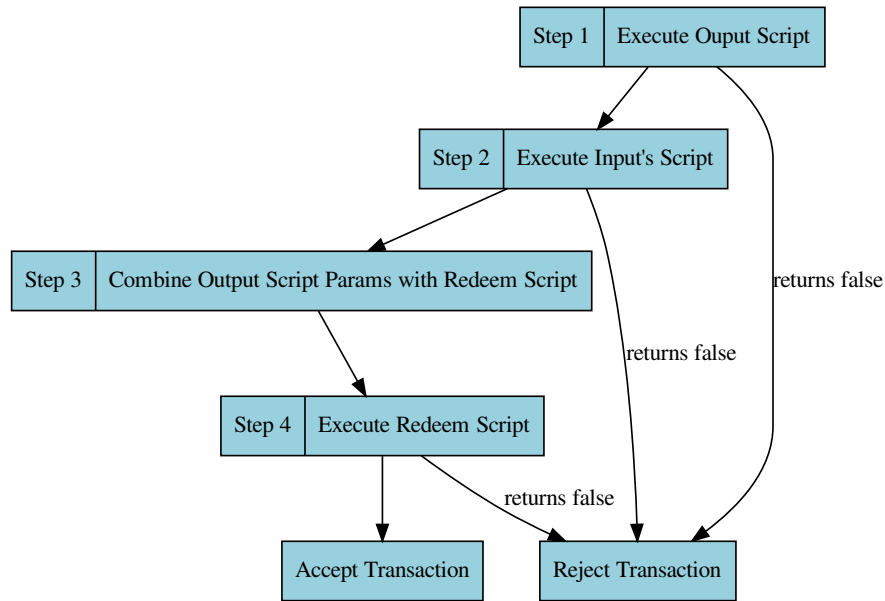 Step 1 Execute Ouput Script
Step 2 Execute Input's Script
Step 3 Combine Output Script Params with Redeem Script
returns false
returns false
Step 4 Execute Redeem Script
returns false
Accept Transaction
Reject Transaction